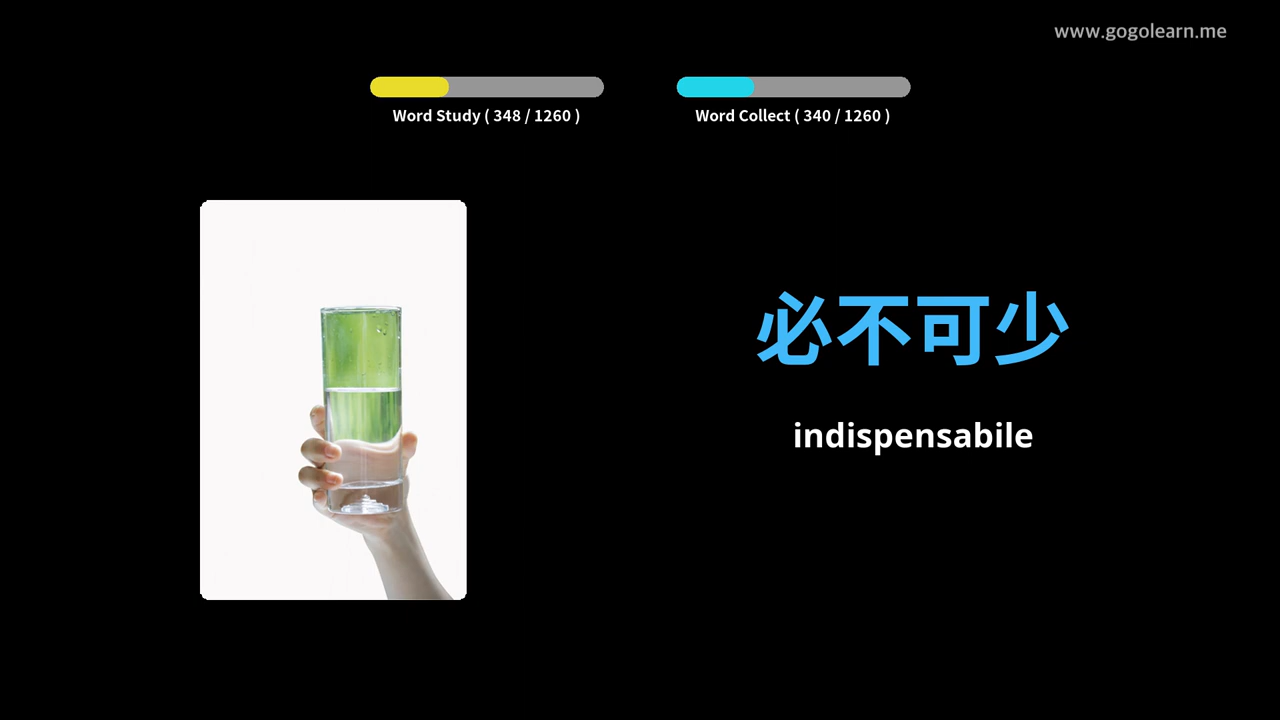 www.gogolearn.me
Word Study ( 348 / 1260 )
Word Collect ( 340 / 1260 )
必不可少
indispensabile